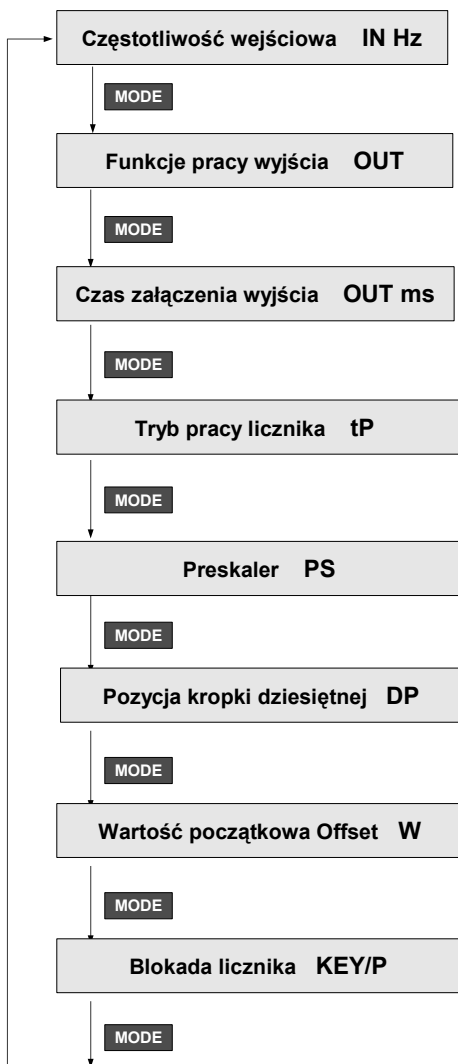 Częstotliwość wejściowa IN Hz
MODE
Funkcje pracy wyjścia OUT
MODE
Czas załączenia wyjścia OUT ms
MODE
Tryb pracy licznika tP
MODE
Preskaler PS
MODE
Pozycja kropki dziesiętnej DP
MODE
Wartość początkowa Offset W
MODE
Blokada licznika KEY/P
MODE